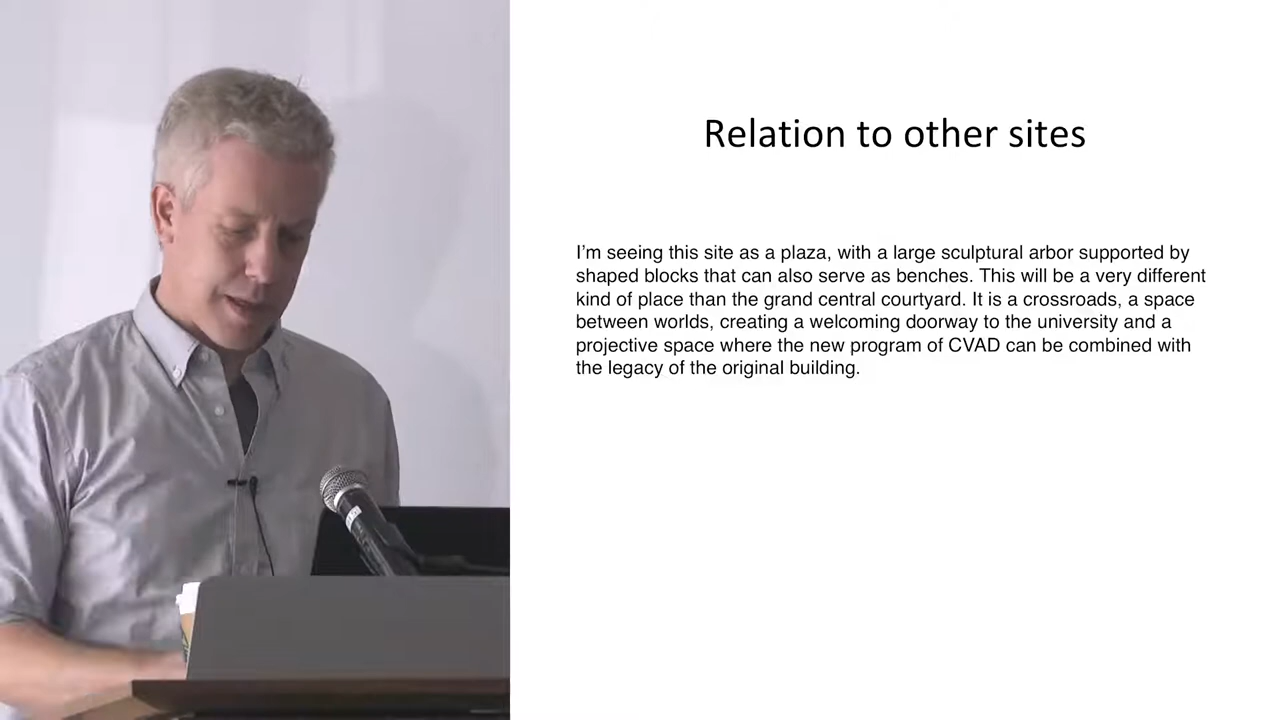 Relation to other sites
I’m seeing this site as a plaza, with a large sculptural arbor supported by
shaped blocks that can also serve as benches. This will be a very different
kind of place than the grand central courtyard. It is a crossroads, a space
between worlds, creating a welcoming doorway to the university and a
projective space where the new program of CVAD can be combined with
the legacy of the original building.